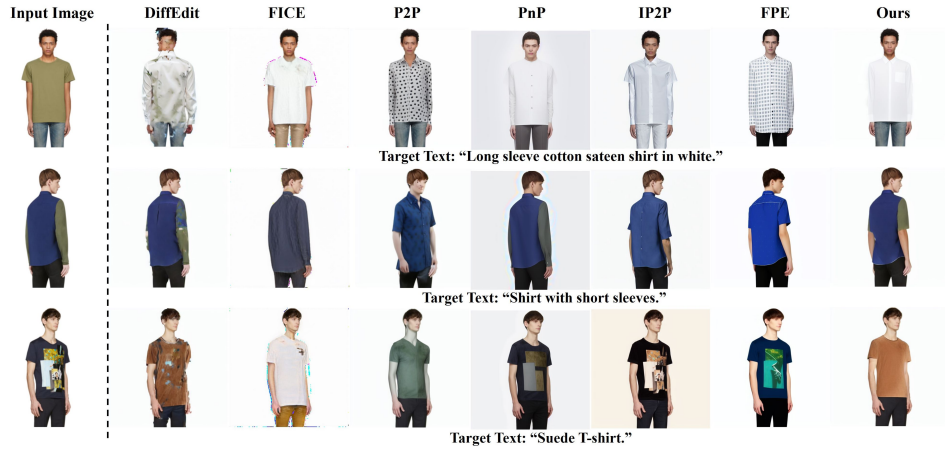 Input Image DiffEdit FICE P2P PnP IP2P FPE Ours
Target Text: “Long sleeve cotton sateen shirt in white.”
Target Text: “Shirt with short sleeves.”
Target Text: “Suede T-shirt.”